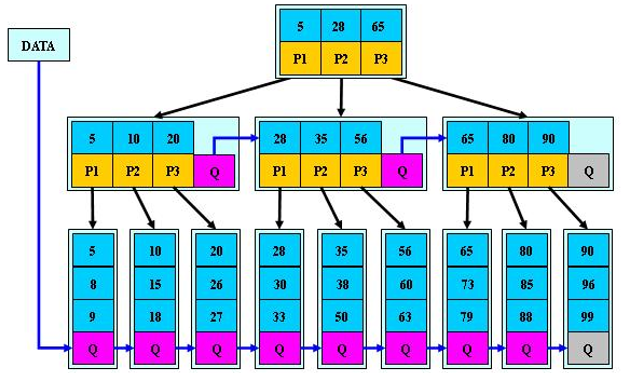 5 28 65
DATA
P1 P2 P3
5 10 20
28 35 56
65 80 90
P1 P2 P3 Q
P1 P2 P3 Q
P1 P2 P3 Q
5 10 20 28 35 56 65 80 90
8 15 26 30 38 60 73 85 96
9 18 27 33 50 63 79 88 99
Q Q Q Q Q Q Q Q Q